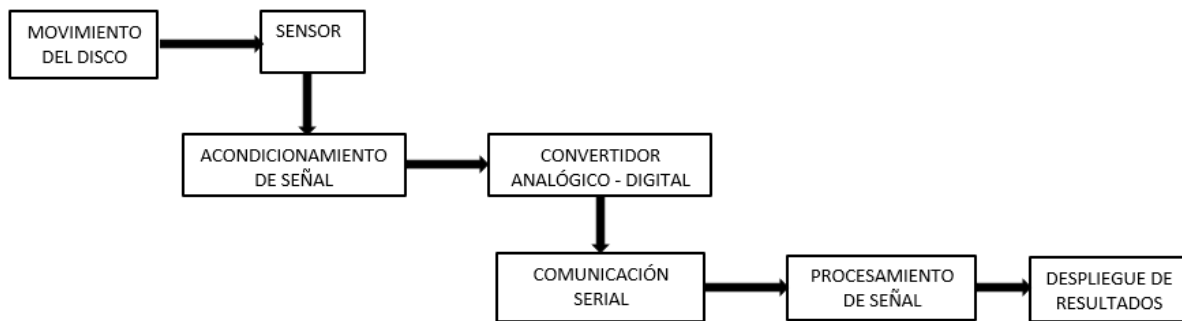 MOVIMIENTO
DEL DISCO
SENSOR
ACONDICIONAMIENTO
DE SEÑAL
CONVERTIDOR
ANALÓGICO - DIGITAL
COMUNICACIÓN
SERIAL
PROCESAMIENTO
DE SEÑAL
DESPLIEGUE DE
RESULTADOS